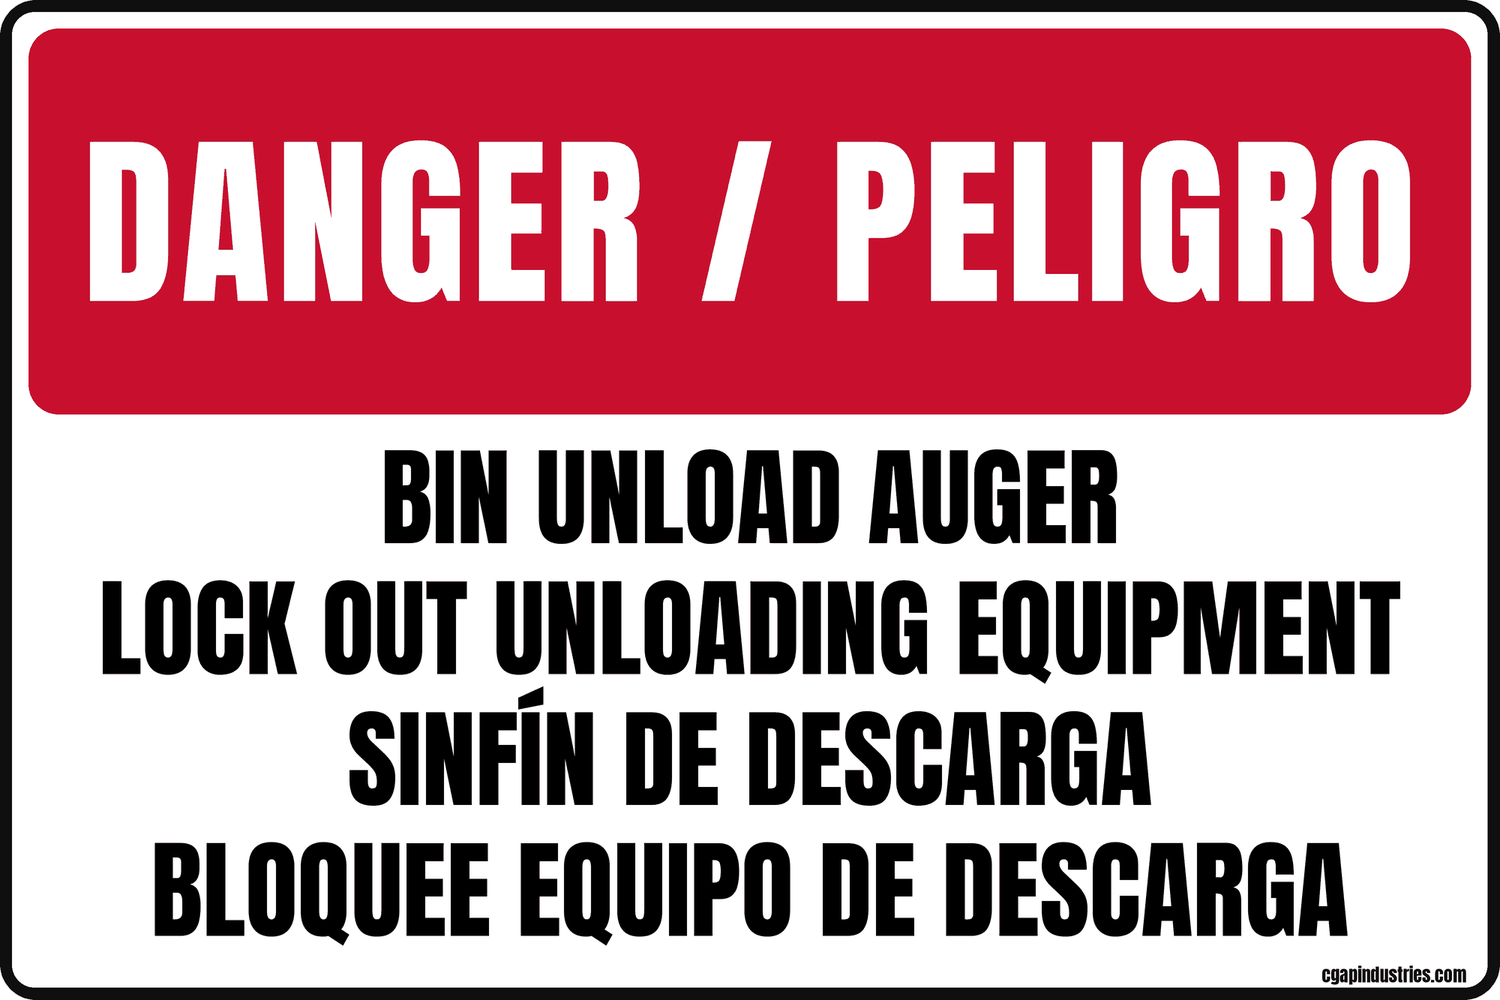 DANGER / PELIGRO
BIN UNLOAD AUGER
LOCK OUT UNLOADING EQUIPMENT
SINFÍN DE DESCARGA
BLOQUEE EQUIPO DE DESCARGA
cgapindustries.com